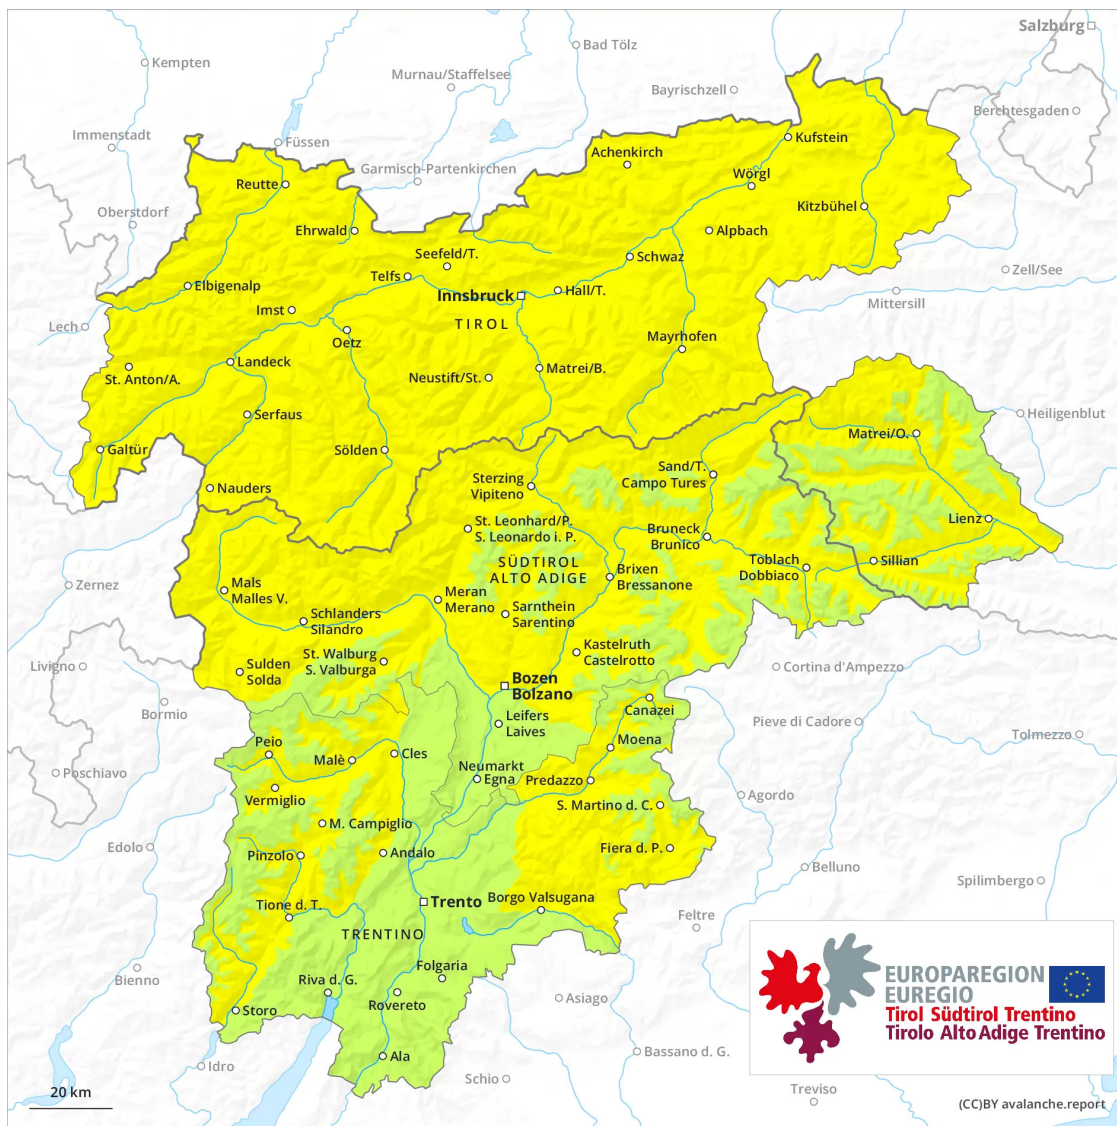 Salzburg
Bad Tölz
Kempten
Murnau/Staffelsee
Bayrischzell
Berchtesgaden
Immenstadt
Füssen
Kufstein
Achenkirch
Garmisch-Partenkirchen
Wörgl
Reutte
Kitzbühel
Oberstdorf
Ehrwald
Alpbach
Seefeld/T.
Schwaz
Zell/See
Telfs
Elbigenalp
Hall/T.
Innsbruck
Mittersill
Imst
TIROL
Lech
Oetz
Mayrhofen
Landeck
Matrei/B.
St. Anton/A.
Neustift/St.
Serfaus
Heiligenblut
Matrei/O.
Galtür
Sölden
Sand/T.
Campo Tures
Sterzing
Vipiteno
Nauders
Lienz
St. Leonhard/P.
S. Leonardo i. P.
Bruneck
Brunico
SÜDTIROL
ALTO ADIGE
Toblach
Dobbiaco
Sillian
Brixen
Bressanone
Zernez
Mals
Malles V.
Meran
Merano
Sarnthein
Sarentino
Schlanders
Silandro
Kastelruth
Castelrotto
St. Walburg
S. Valburga
Livigno
Sulden
Solda
Cortina d'Ampezzo
Bozen
Bolzano
Canazei
Bormio
Leifers
Laives
Pieve di Cadore
Moena
Tolmezzo
Peio
Cles
Malè
Poschiavo
Neumarkt
Egna
Predazzo
Vermiglio
Agordo
S. Martino d. C.
M. Campiglio
Edolo
Pinzolo
Andalo
Fiera d. P.
Belluno
Spilimbergo
Borgo Valsugana
Trento
Tione d. T.
Feltre
TRENTINO
Folgaria
Bienno
Riva d. G.
EUROPAREGION
EUREGIO
Tirol Südtirol Trentino
Tirolo Alto Adige Trentino
Asiago
Rovereto
Storo
Bassano d. G.
Ala
Idro
Schio
Treviso
20 km
(CC)BY avalanche.report